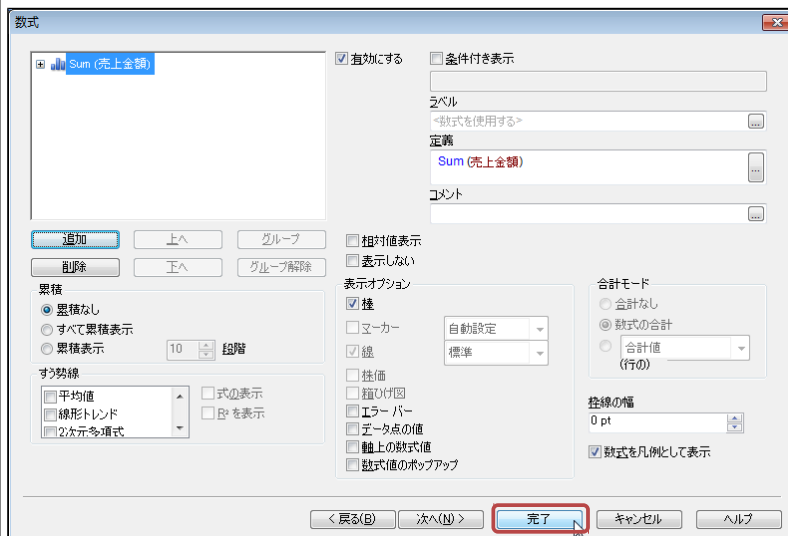 数式
Sum (売上金額)
有効にする
条件付き表示
ラベル
<数式を使用する>
...
定義
Sum (売上金額)
...
コメント
...
追加
上へ
グループ
削除
下へ
グループ解除
相対値表示
表示しない
累積
累積なし
すべて累積表示
累積表示
10
段階
すう勢線
平均値
線形トレンド
2次元多項式
式の表示
R² を表示
表示オプション
棒
マーカー
自動設定
線
標準
株価
箱ひげ図
エラー バー
データ点の値
軸上の数式値
数式値のポップアップ
合計モード
合計なし
数式の合計
合計値
(行の)
枠線の幅
0 pt
数式を凡例として表示
< 戻る(B)
次へ(N) >
完了
キャンセル
ヘルプ